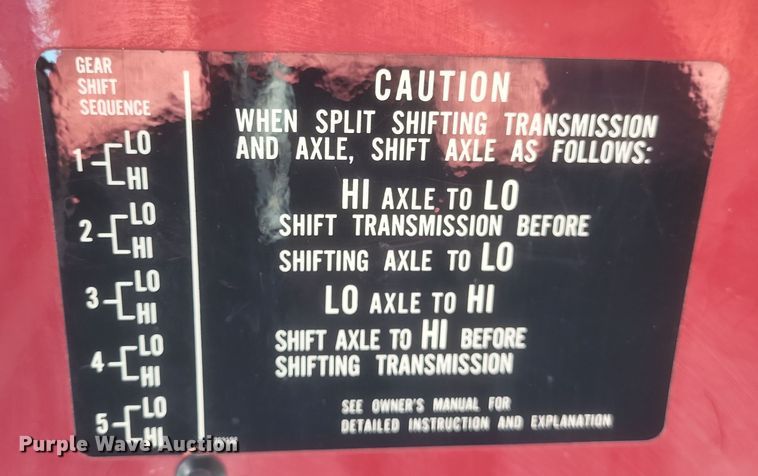 GEAR
SHIFT
SEQUENCE
1 LO
HI
2 LO
HI
3 LO
HI
4 LO
HI
5 LO
HI
CAUTION
WHEN SPLIT SHIFTING TRANSMISSION
AND AXLE, SHIFT AXLE AS FOLLOWS:
HI AXLE TO LO
SHIFT TRANSMISSION BEFORE
SHIFTING AXLE TO LO
LO AXLE TO HI
SHIFT AXLE TO HI BEFORE
SHIFTING TRANSMISSION
SEE OWNER'S MANUAL FOR
DETAILED INSTRUCTION AND EXPLANATION
Purple Wave Auction